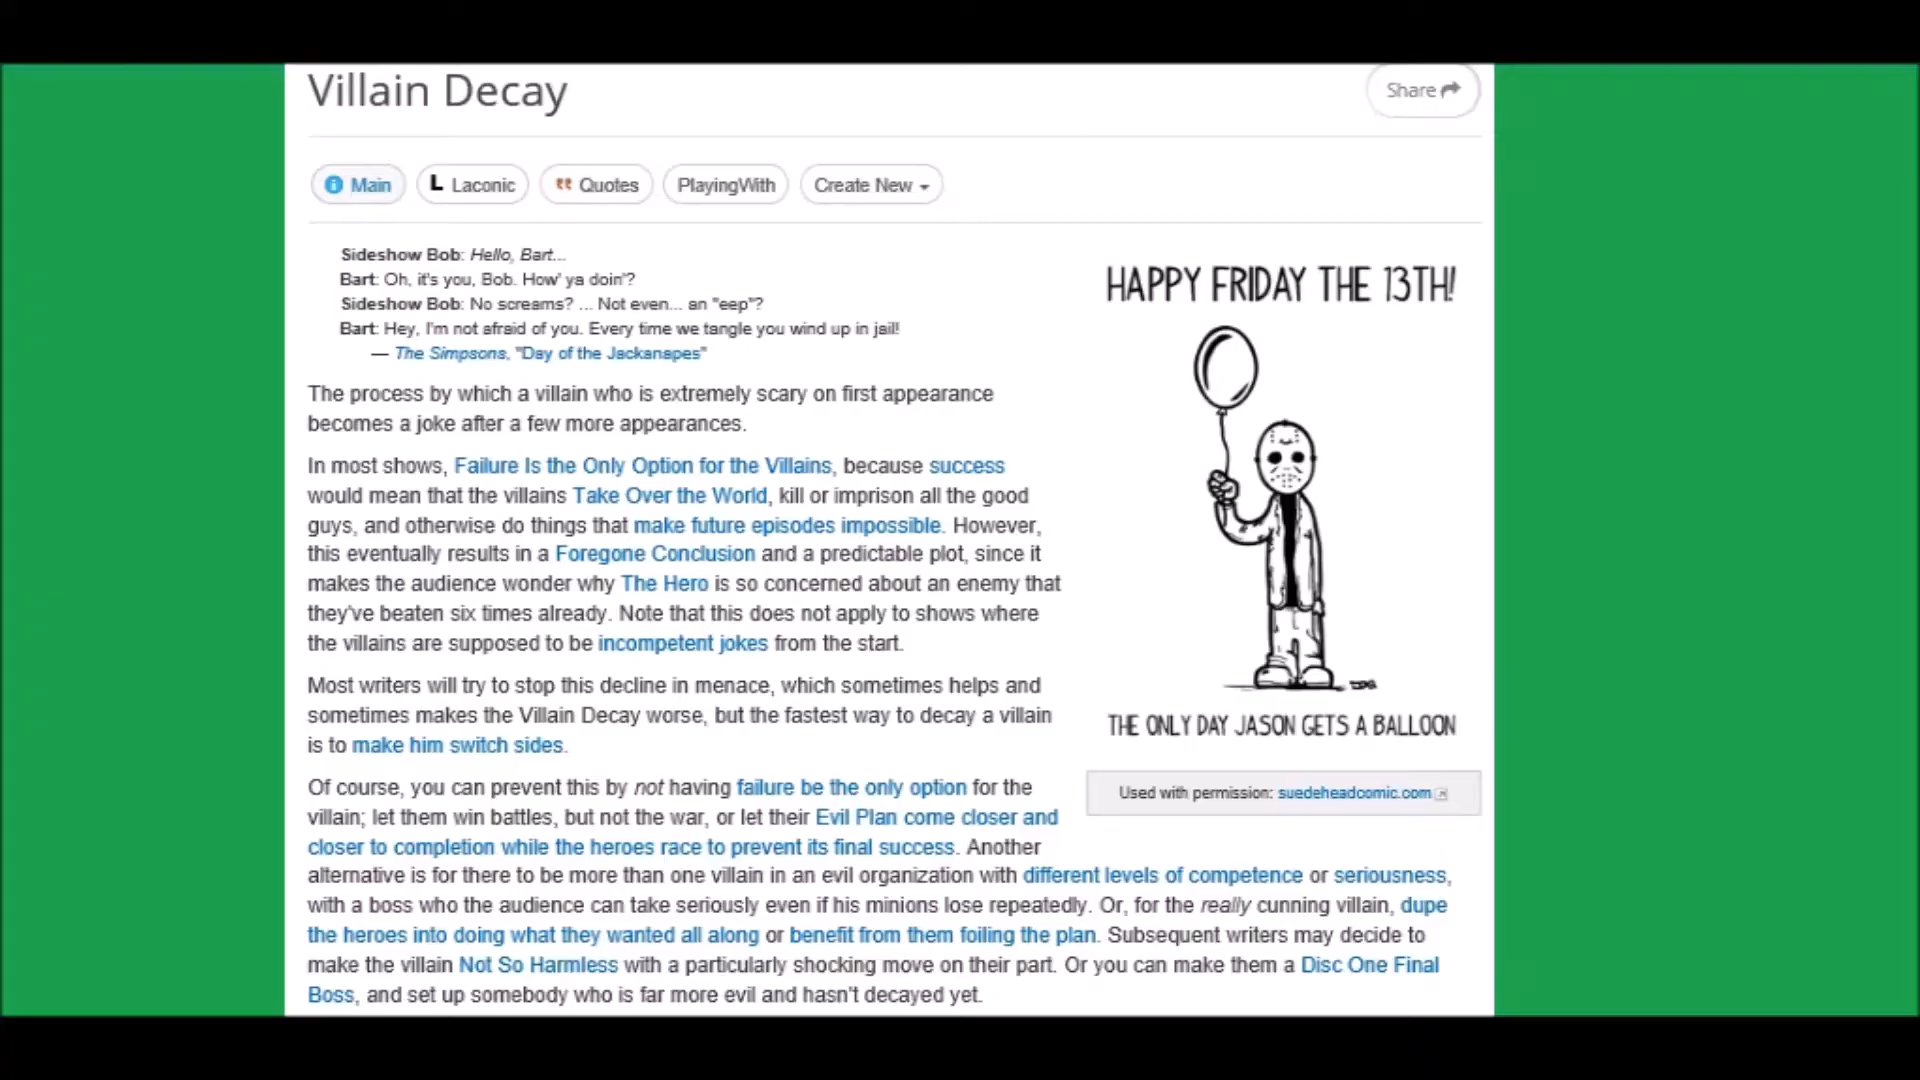 Villain Decay
Share
Main
Laconic
Quotes
PlayingWith
Create New
Sideshow Bob: Hello, Bart...
Bart: Oh, it's you, Bob. How' ya doin'?
Sideshow Bob: No screams? ... Not even... an "eep"?
Bart: Hey, I'm not afraid of you. Every time we tangle you wind up in jail!
— The Simpsons, "Day of the Jackanapes"
The process by which a villain who is extremely scary on first appearance
becomes a joke after a few more appearances.
In most shows, Failure Is the Only Option for the Villains, because success
would mean that the villains Take Over the World, kill or imprison all the good
guys, and otherwise do things that make future episodes impossible. However,
this eventually results in a Foregone Conclusion and a predictable plot, since it
makes the audience wonder why The Hero is so concerned about an enemy that
they've beaten six times already. Note that this does not apply to shows where
the villains are supposed to be incompetent jokes from the start.
Most writers will try to stop this decline in menace, which sometimes helps and
sometimes makes the Villain Decay worse, but the fastest way to decay a villain
is to make him switch sides.
Of course, you can prevent this by not having failure be the only option for the
villain; let them win battles, but not the war, or let their Evil Plan come closer and
closer to completion while the heroes race to prevent its final success. Another
alternative is for there to be more than one villain in an evil organization with different levels of competence or seriousness,
with a boss who the audience can take seriously even if his minions lose repeatedly. Or, for the really cunning villain, dupe
the heroes into doing what they wanted all along or benefit from them foiling the plan. Subsequent writers may decide to
make the villain Not So Harmless with a particularly shocking move on their part. Or you can make them a Disc One Final
Boss, and set up somebody who is far more evil and hasn't decayed yet.
HAPPY FRIDAY THE 13TH!
THE ONLY DAY JASON GETS A BALLOON
Used with permission: suedeheadcomic.com